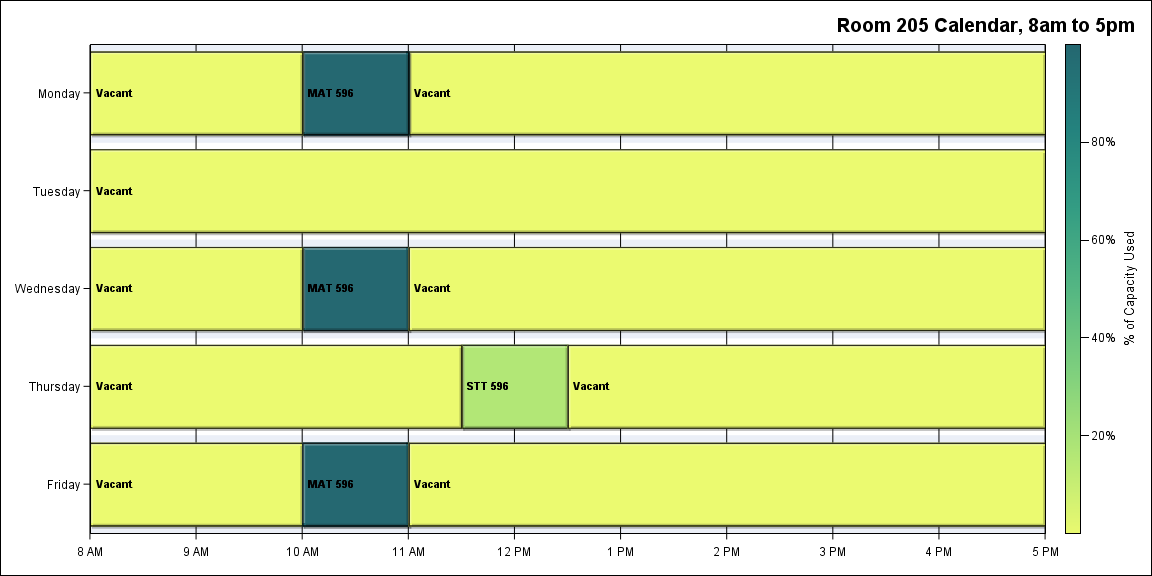 Room 205 Calendar, 8am to 5pm
Monday
Vacant
MAT 596
Vacant
Tuesday
Vacant
Wednesday
Vacant
MAT 596
Vacant
Thursday
Vacant
STT 596
Vacant
Friday
Vacant
MAT 596
Vacant
8 AM
9 AM
10 AM
11 AM
12 PM
1 PM
2 PM
3 PM
4 PM
5 PM
80%
60%
40%
20%
% of Capacity Used